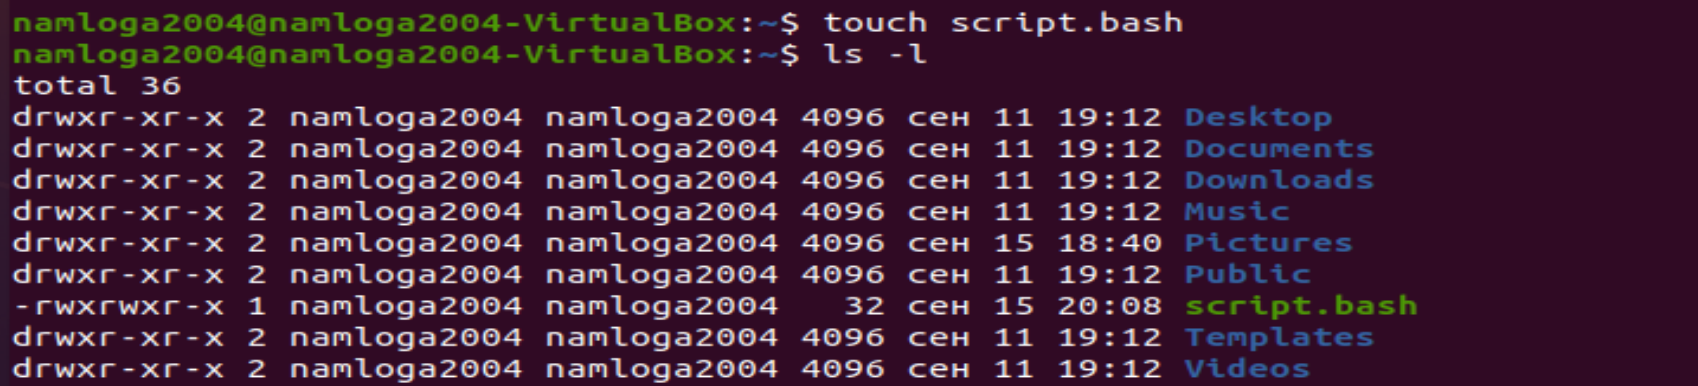 namloga2004@namloga2004-VirtualBox:~$ touch script.bash
namloga2004@namloga2004-VirtualBox:~$ ls -l
total 36
drwxr-xr-x 2 namloga2004 namloga2004 4096 сен 11 19:12 Desktop
drwxr-xr-x 2 namloga2004 namloga2004 4096 сен 11 19:12 Documents
drwxr-xr-x 2 namloga2004 namloga2004 4096 сен 11 19:12 Downloads
drwxr-xr-x 2 namloga2004 namloga2004 4096 сен 11 19:12 Music
drwxr-xr-x 2 namloga2004 namloga2004 4096 сен 15 18:40 Pictures
drwxr-xr-x 2 namloga2004 namloga2004 4096 сен 11 19:12 Public
-rwxrwxr-x 1 namloga2004 namloga2004   32 сен 15 20:08 script.bash
drwxr-xr-x 2 namloga2004 namloga2004 4096 сен 11 19:12 Templates
drwxr-xr-x 2 namloga2004 namloga2004 4096 сен 11 19:12 Videos